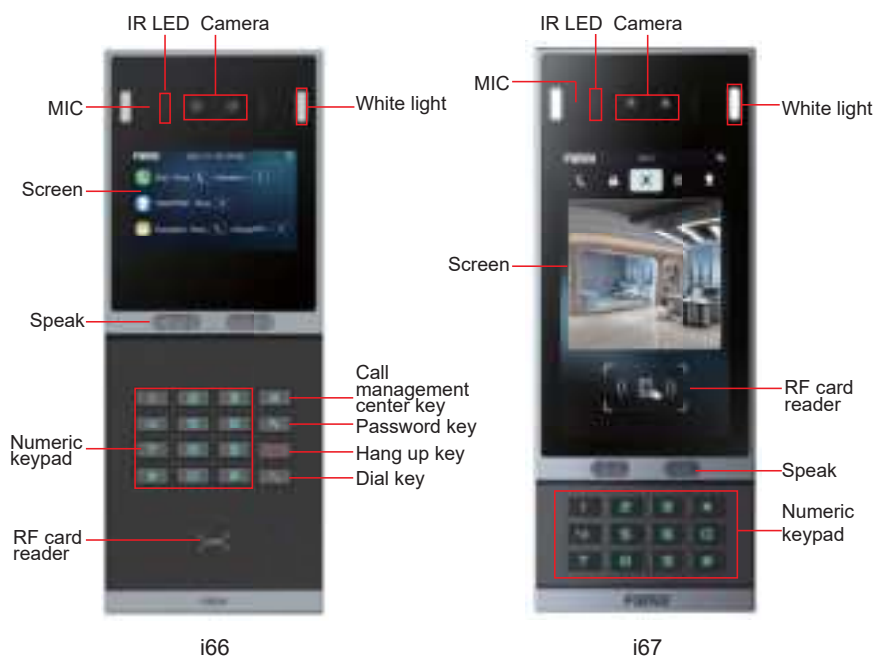 IR LED Camera
MIC
White light
Screen
Speak
Call
management
center key
Password key
Numeric
keypad
Hang up key
Dial key
RF card
reader
i66
IR LED Camera
MIC
White light
Screen
RF card
reader
Speak
Numeric
keypad
i67